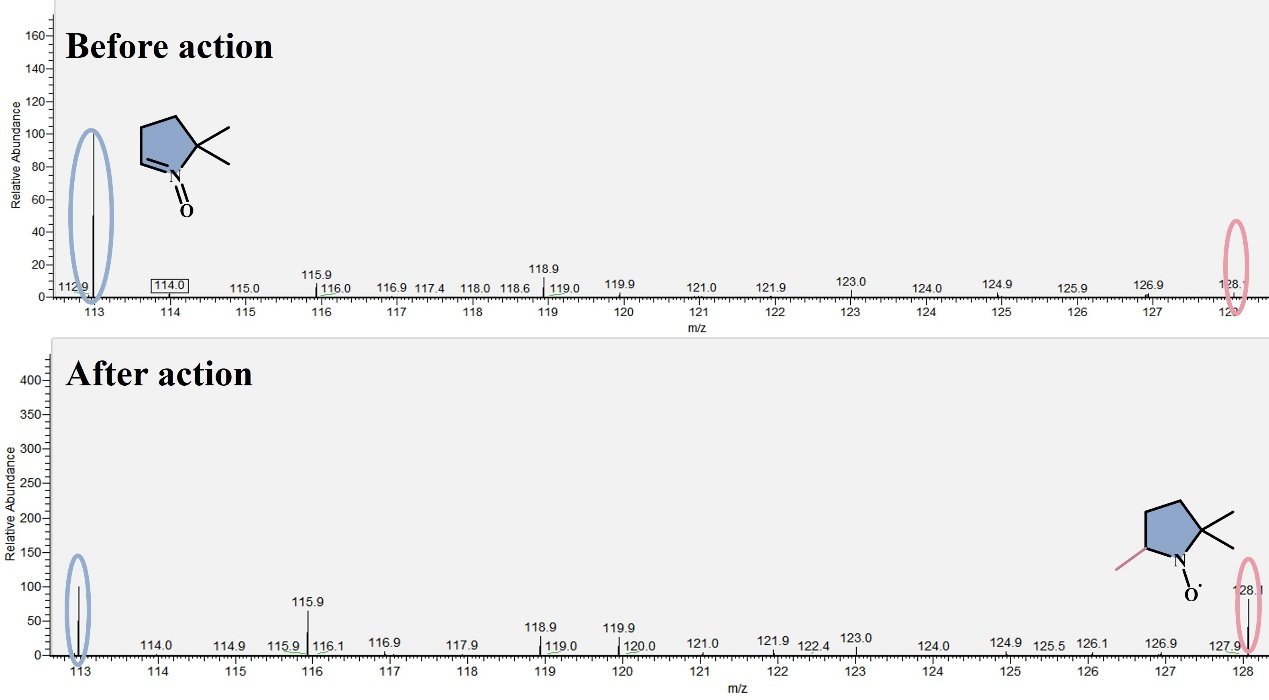 Before action
Relative Abundance
160
140
120
100
80
60
40
20
0
N
O
112.9 114.0 115.0 115.9 116.0 116.9 117.4 118.0 118.6 118.9 119.0 119.9 121.0 121.9 123.0 124.0 124.9 125.9 126.9 128.1
113 114 115 116 117 118 119 120 121 122 123 124 125 126 127
m/z
After action
Relative Abundance
400
350
300
250
200
150
100
50
0
N
O·
114.0 114.9 115.9 115.9 116.1 116.9 117.9 118.9 119.0 119.9 120.0 121.0 121.9 122.4 123.0 124.0 124.9 125.5 126.1 126.9 127.9 128.1
113 114 115 116 117 118 119 120 121 122 123 124 125 126 127 128
m/z